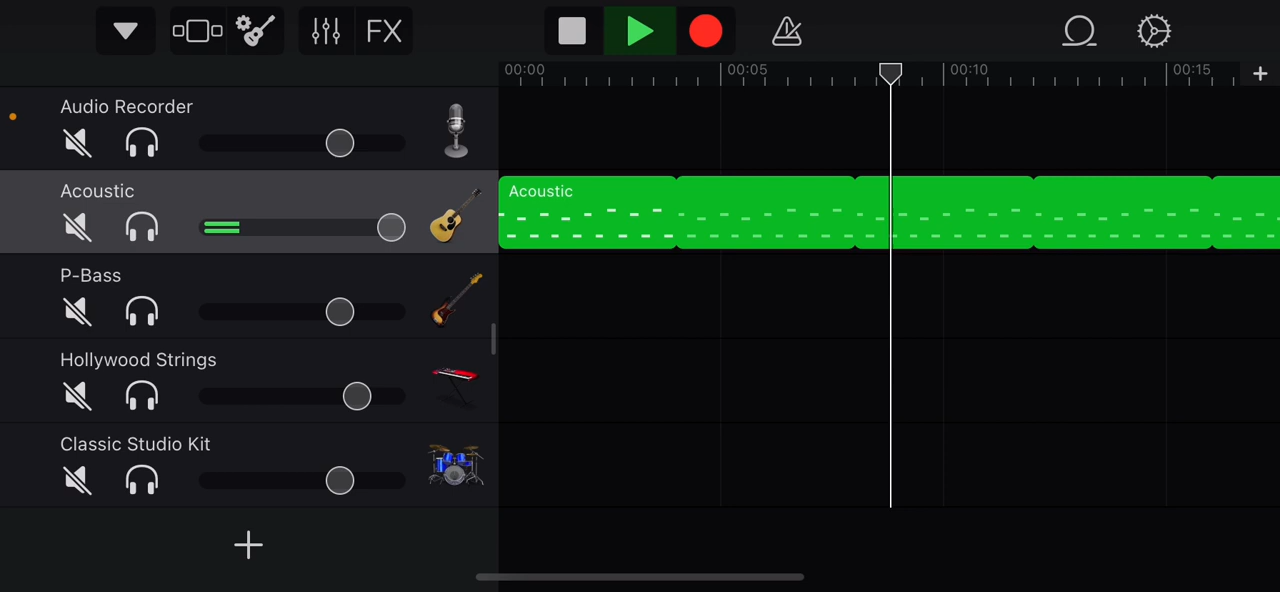 FX
00:00
00:05
00:10
00:15
Audio Recorder
Acoustic
Acoustic
P-Bass
Hollywood Strings
Classic Studio Kit